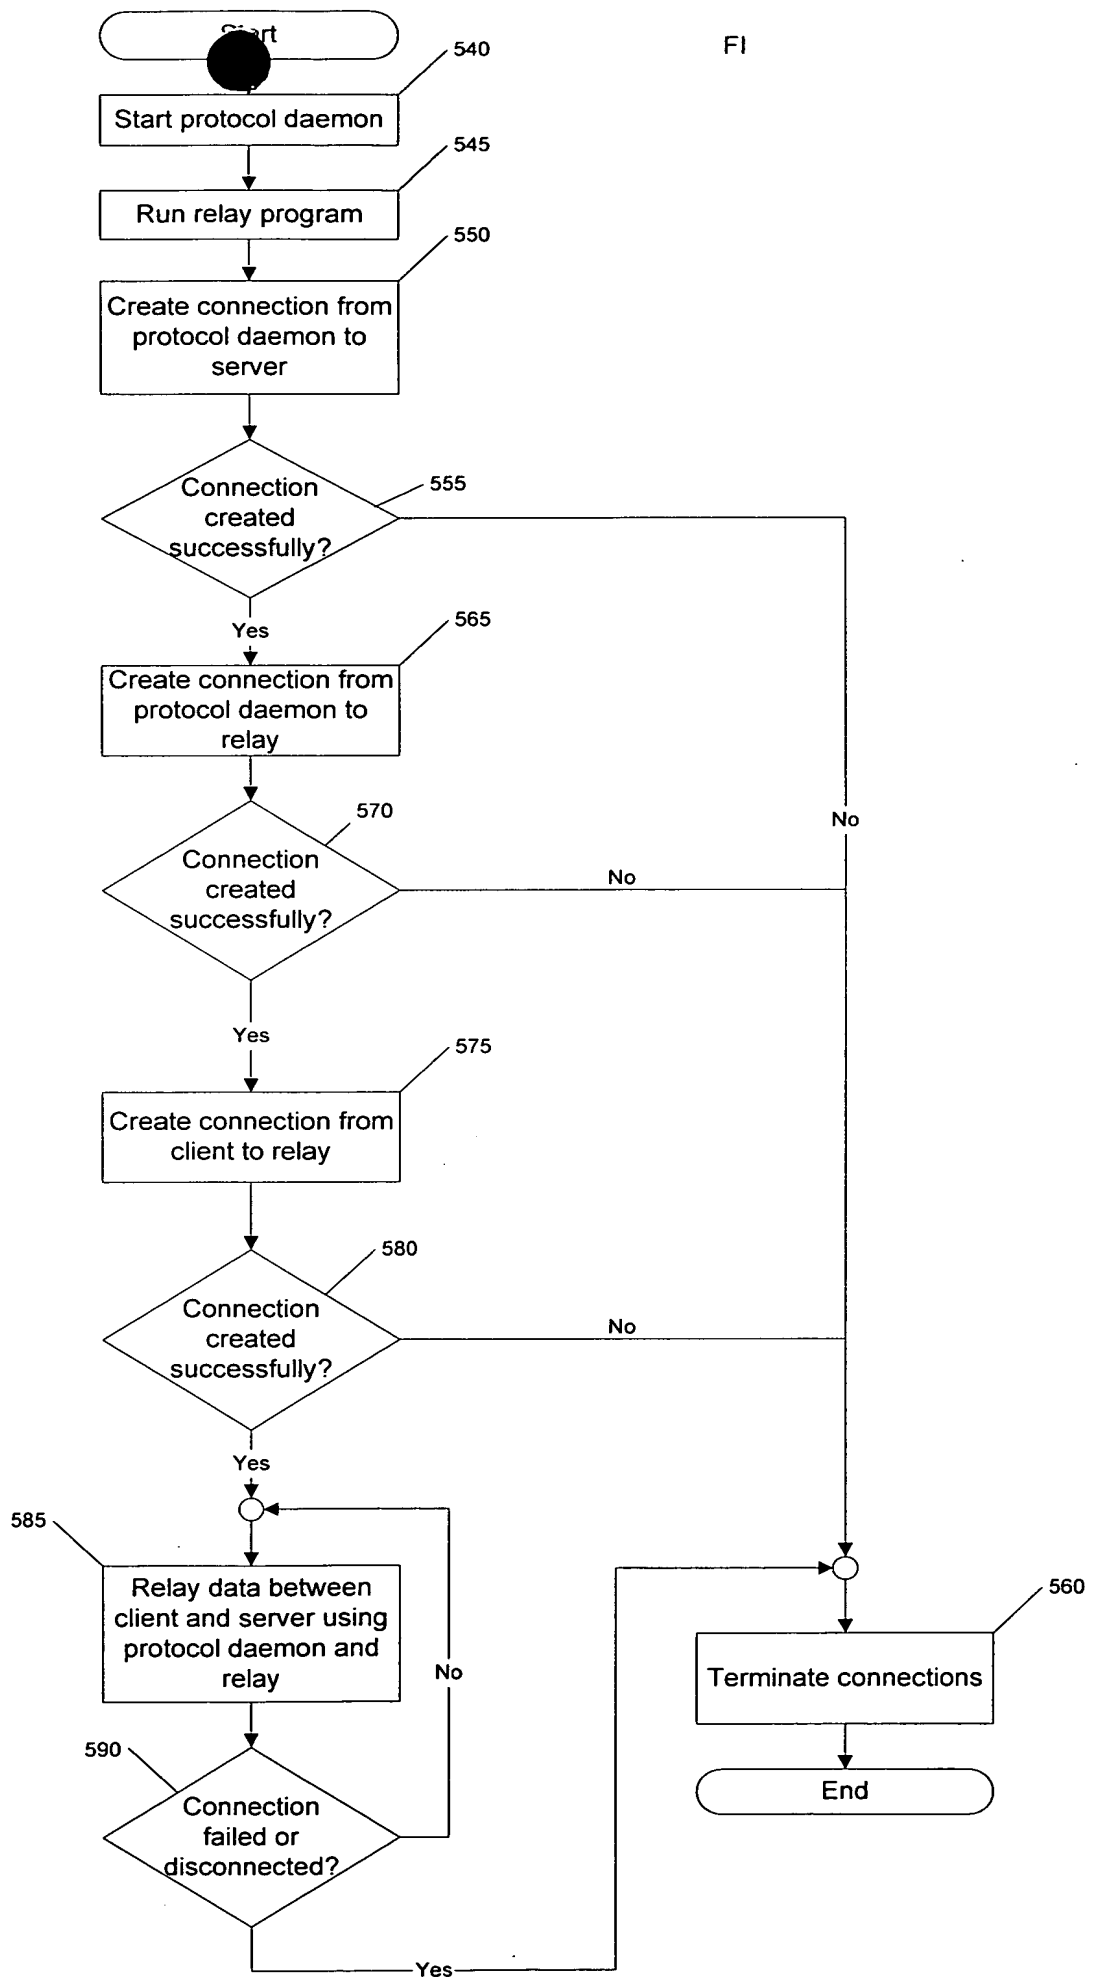 Start
FI
540
Start protocol daemon
545
Run relay program
550
Create connection from
protocol daemon to
server
Connection
created
successfully?
555
Yes
565
Create connection from
protocol daemon to
relay
570
No
Connection
created
successfully?
No
Yes
575
Create connection from
client to relay
580
Connection
created
successfully?
No
Yes
585
Relay data between
client and server using
protocol daemon and
relay
No
560
Terminate connections
590
Connection
failed or
disconnected?
End
Yes